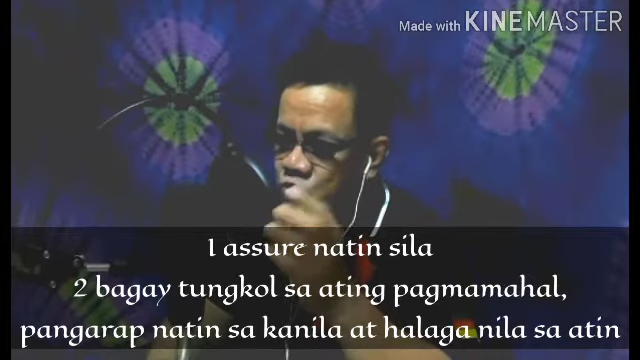 Made with KINEMASTER
I assure natin sila
2 bagay tungkol sa ating pagmamahal,
pangarap natin sa kanila at halaga nila sa atin